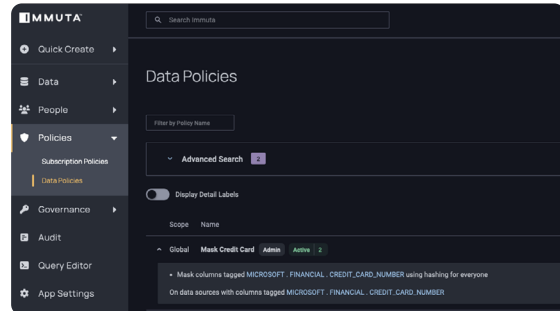 IMMUTA
Search Immuta
Quick Create
Data
People
Policies
Subscription Policies
Data Policies
Governance
Audit
Query Editor
App Settings
Data Policies
Filter by Policy Name
Advanced Search 2
Display Detail Labels
Scope Name
Global Mask Credit Card Admin Active 2
• Mask columns tagged MICROSOFT . FINANCIAL . CREDIT_CARD_NUMBER using hashing for everyone
On data sources with columns tagged MICROSOFT . FINANCIAL . CREDIT_CARD_NUMBER